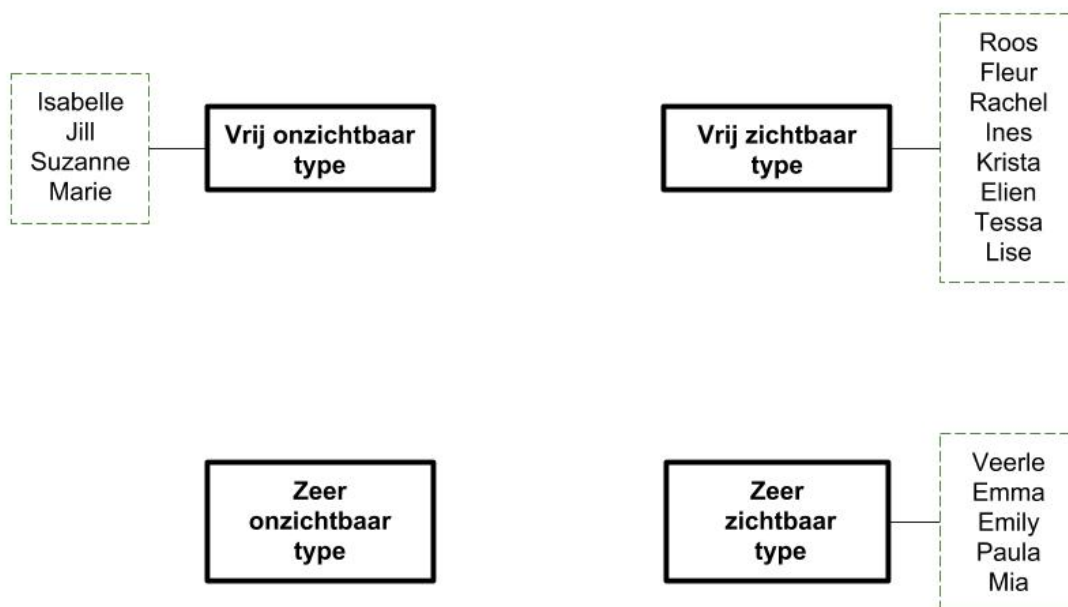 Isabelle
Jill
Suzanne
Marie
Vrij onzichtbaar
type
Vrij zichtbaar
type
Roos
Fleur
Rachel
Ines
Krista
Elien
Tessa
Lise
Zeer
onzichtbaar
type
Zeer
zichtbaar
type
Veerle
Emma
Emily
Paula
Mia